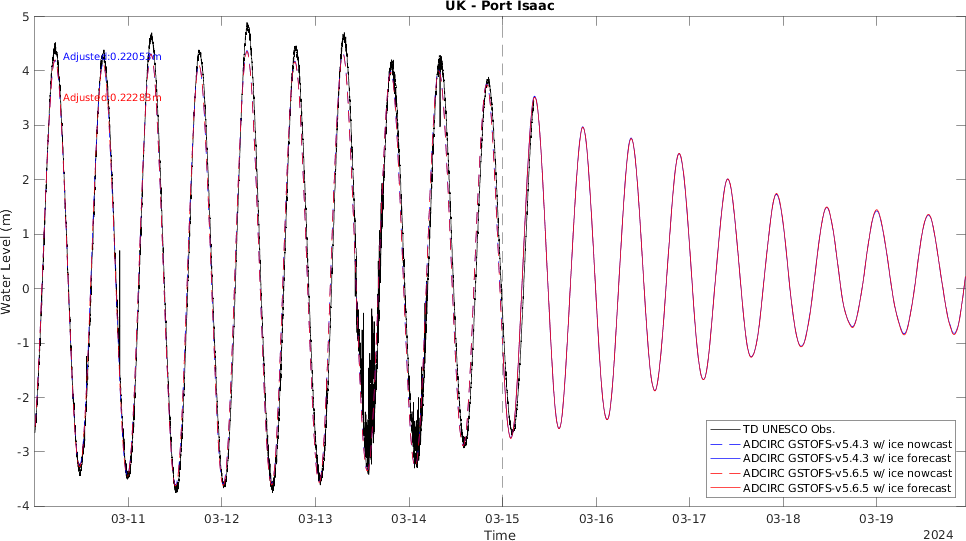 UK - Port Isaac
5
4
3
2
1
0
-1
-2
-3
-4
Water Level (m)
Adjusted:0.22052m
Adjusted:0.22283m
TD UNESCO Obs.
ADCIRC GSTOFS-v5.4.3 w/ ice nowcast
ADCIRC GSTOFS-v5.4.3 w/ ice forecast
ADCIRC GSTOFS-v5.6.5 w/ ice nowcast
ADCIRC GSTOFS-v5.6.5 w/ ice forecast
03-11 03-12 03-13 03-14 03-15 03-16 03-17 03-18 03-19
Time
2024